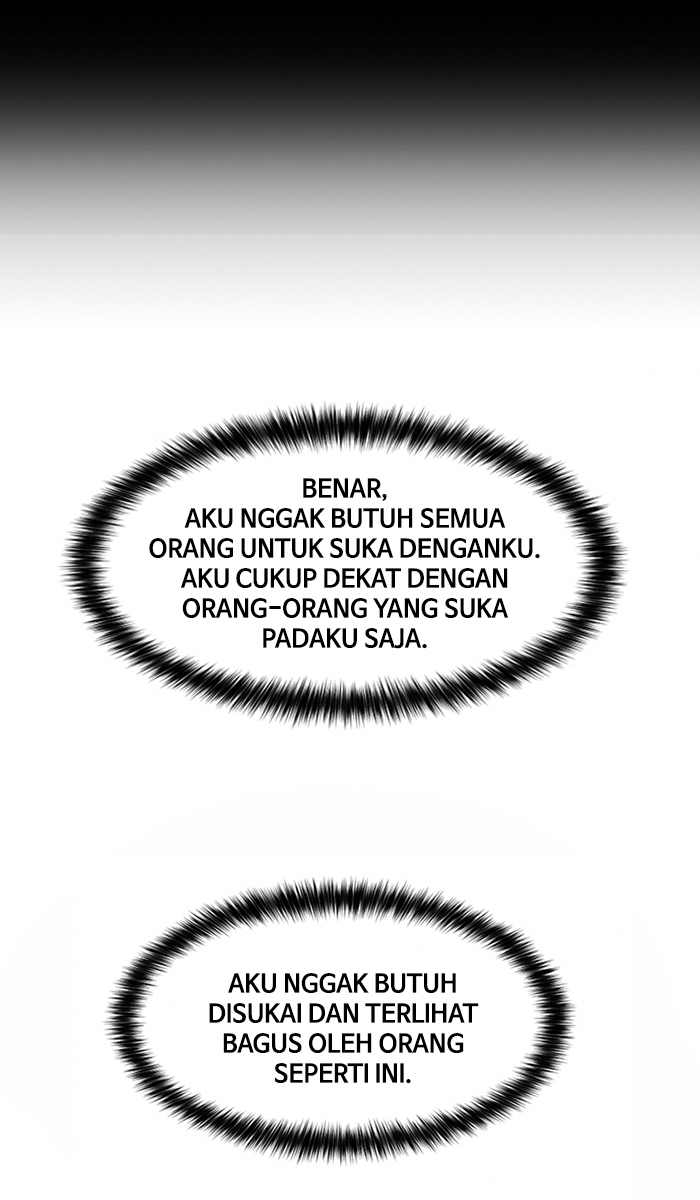 BENAR,
AKU NGGAK BUTUH SEMUA
ORANG UNTUK SUKA DENGANKU.
AKU CUKUP DEKAT DENGAN
ORANG-ORANG YANG SUKA
PADAKU SAJA.
AKU NGGAK BUTUH
DISUKAI DAN TERLIHAT
BAGUS OLEH ORANG
SEPERTI INI.